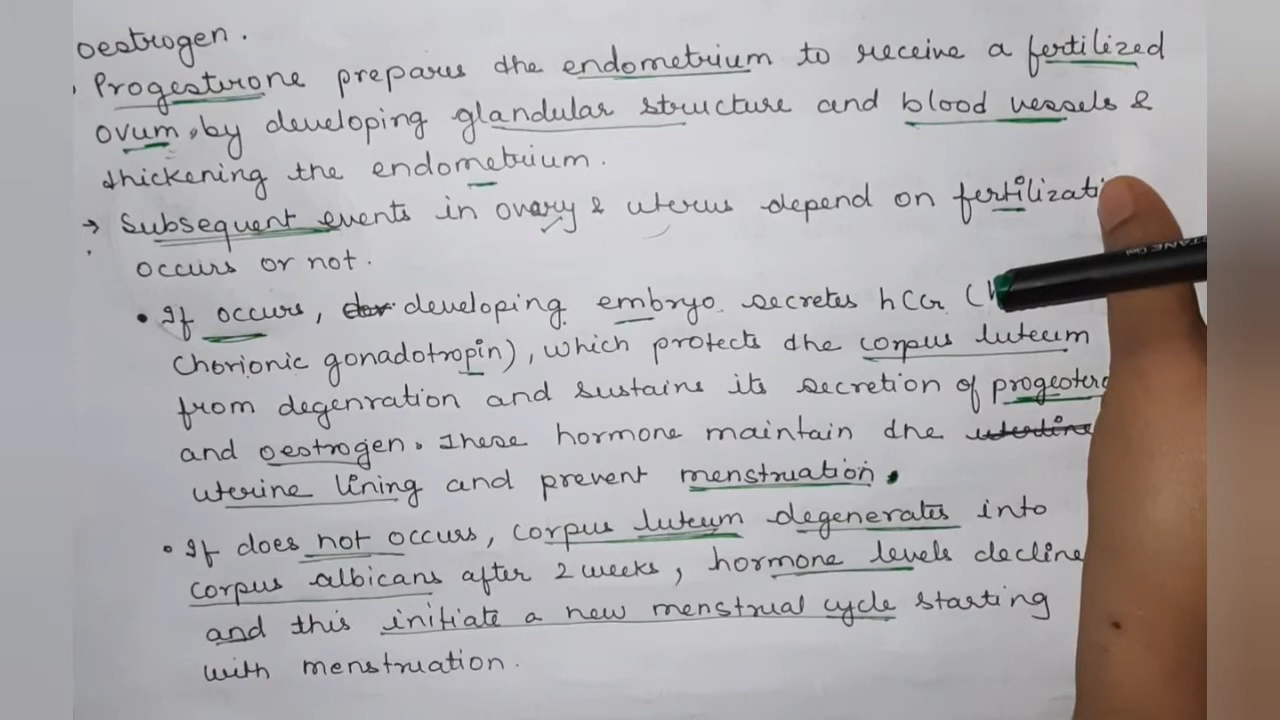 oestrogen.
Progesterone prepares the endometrium to receive a fertilized
ovum, by developing glandular structure and blood vessels &
thickening the endometrium.
→ Subsequent events in ovary & uterus depend on fertilizati
occurs or not.
• If occurs, developing embryo secretes hCG (
Chorionic gonadotropin), which protects the corpus luteum
from degenration and sustains its secretion of progestero
and oestrogen. These hormone maintain the uterline
uterine lining and prevent menstruation.
• If does not occurs, corpus luteum degenerates into
corpus albicans after 2 weeks, hormone levels decline
and this initiate a new menstrual cycle starting
with menstruation.